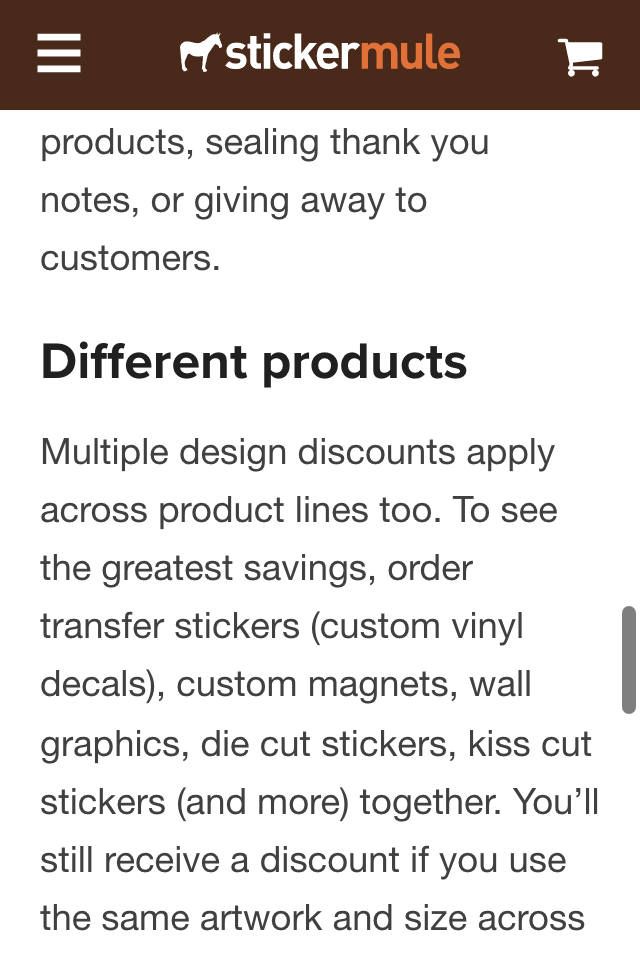 stickermule
products, sealing thank you
notes, or giving away to
customers.
Different products
Multiple design discounts apply
across product lines too. To see
the greatest savings, order
transfer stickers (custom vinyl
decals), custom magnets, wall
graphics, die cut stickers, kiss cut
stickers (and more) together. You’ll
still receive a discount if you use
the same artwork and size across